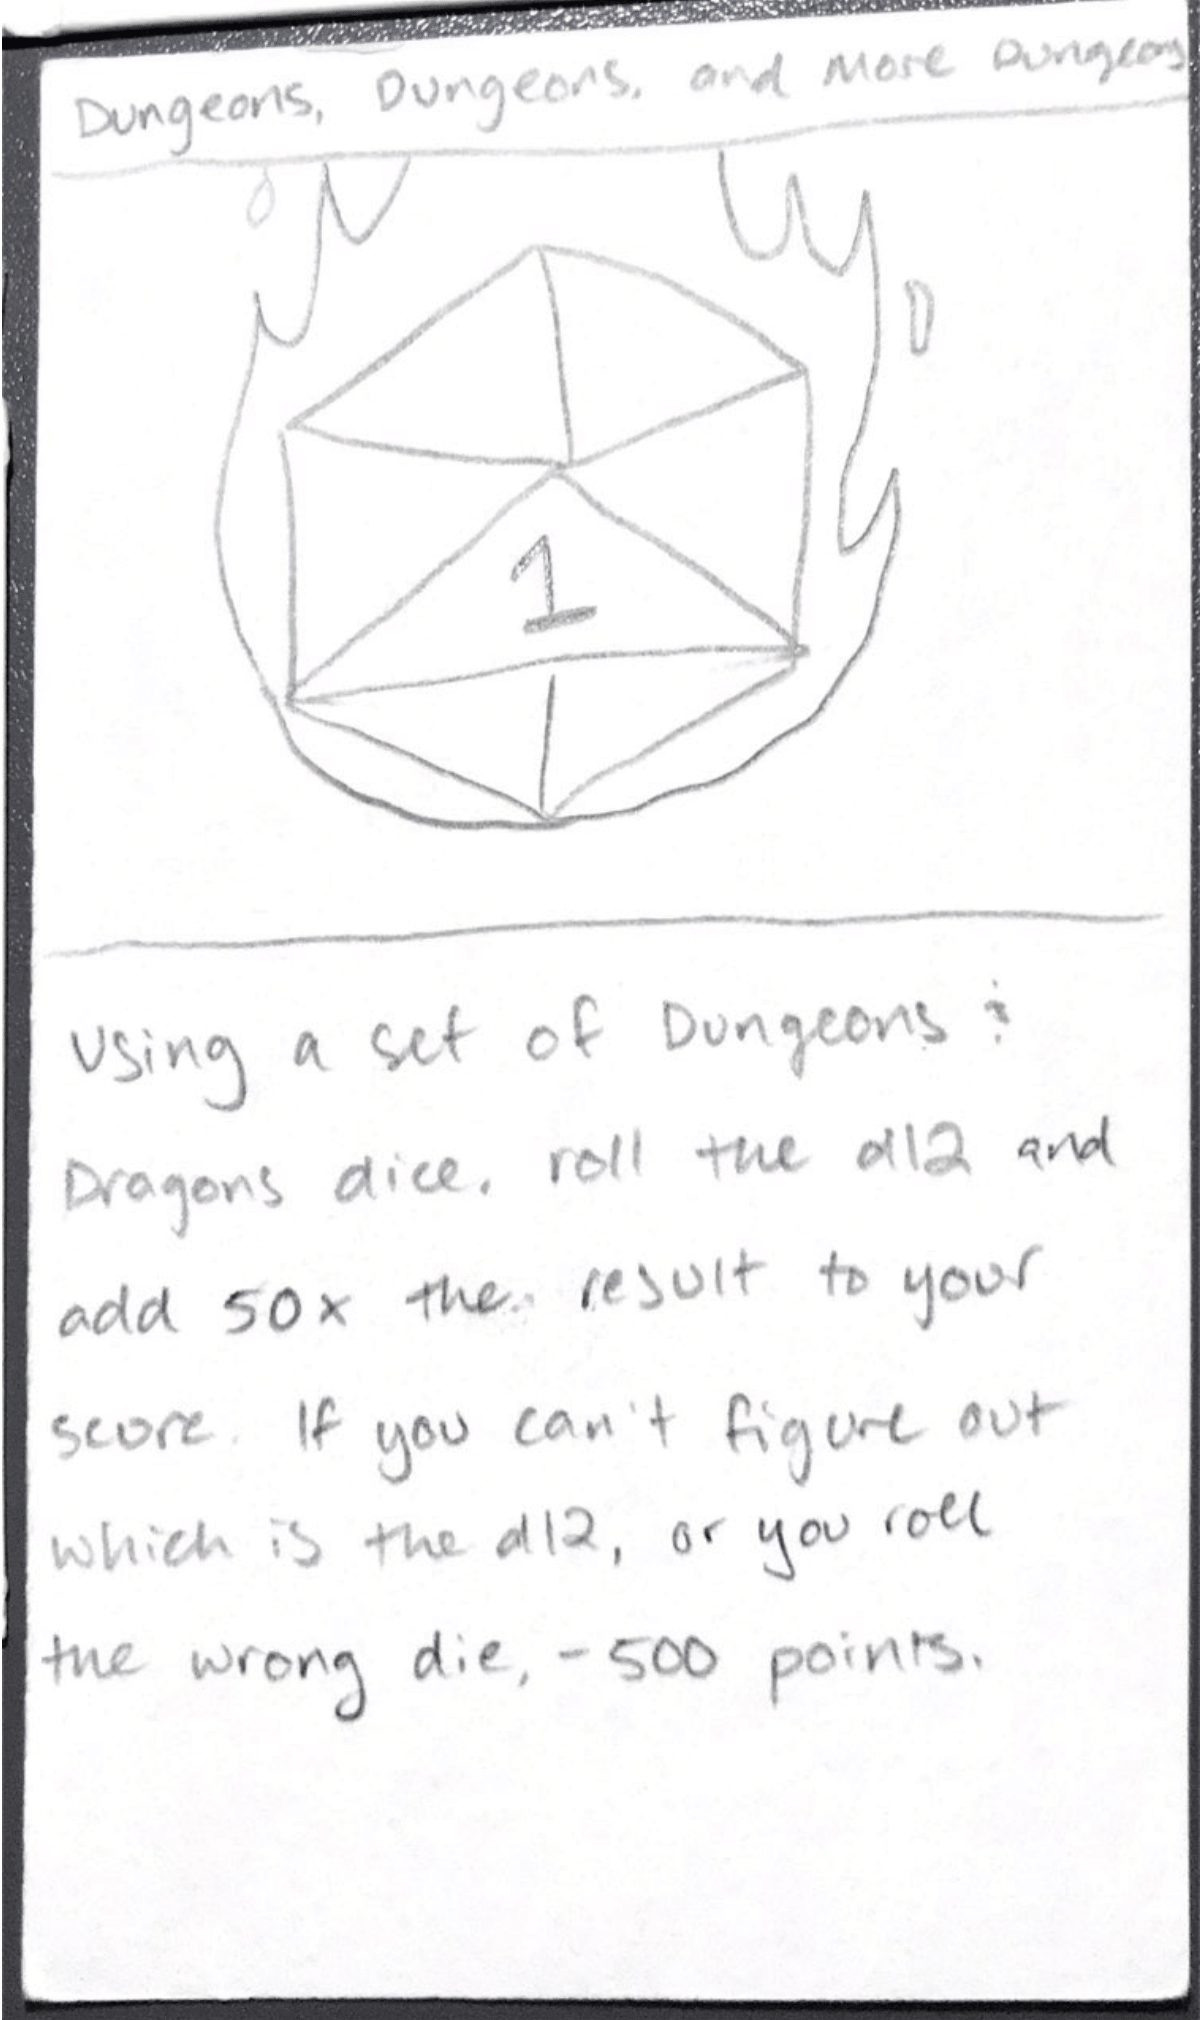 Dungeons, Dungeons, and More Dungeons
1
Using a set of Dungeons &
Dragons dice, roll the d12 and
add 50x the result to your
score. If you can't figure out
which is the d12, or you roll
the wrong die, -500 points.